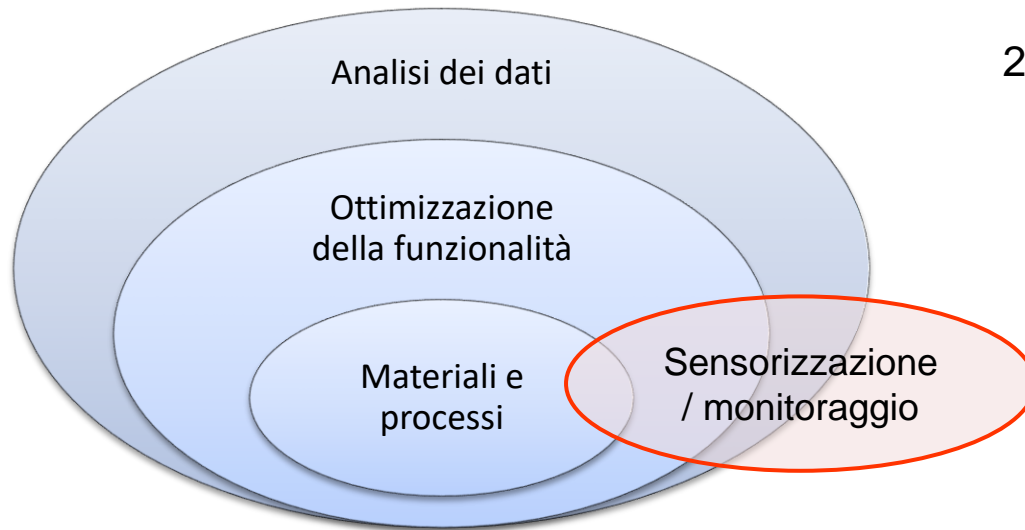 Analisi dei dati
2
Ottimizzazione
della funzionalità
Materiali e
processi
Sensorizzazione
/ monitoraggio